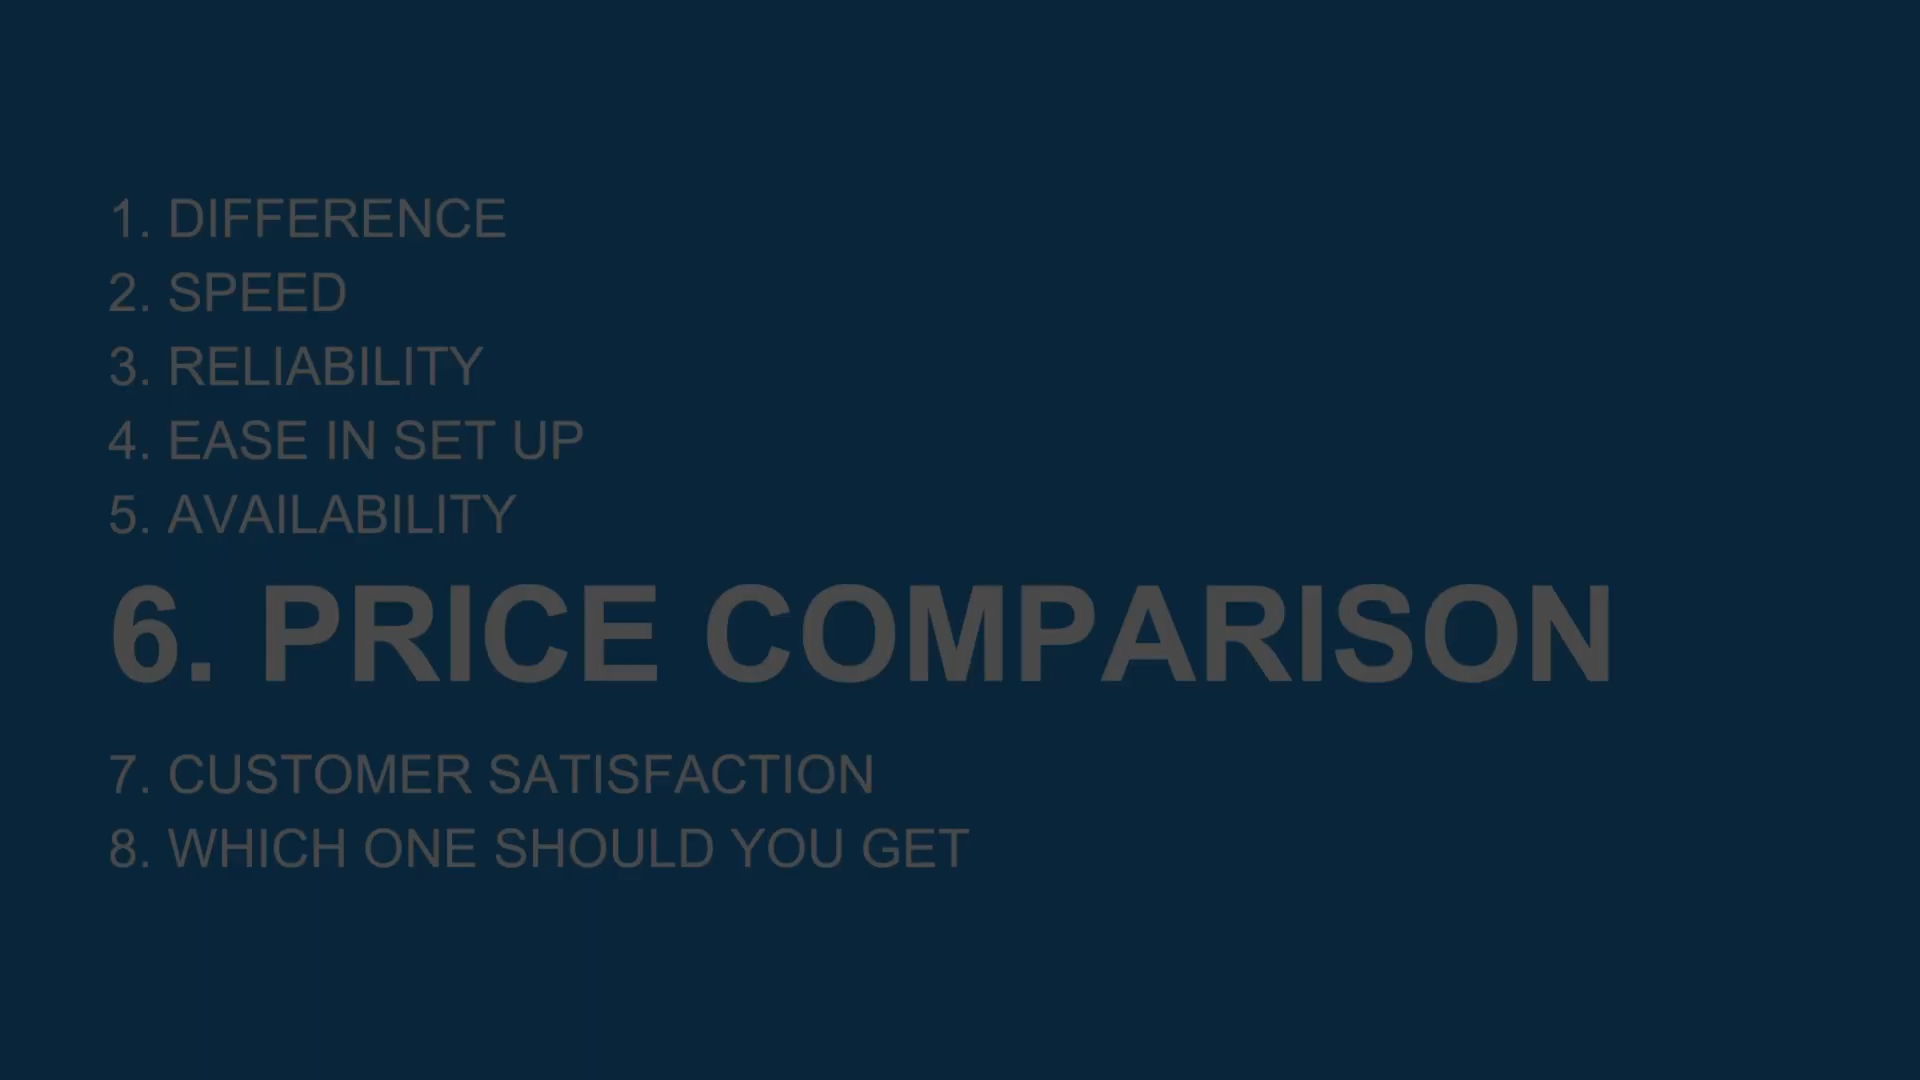 1. DIFFERENCE
2. SPEED
3. RELIABILITY
4. EASE IN SET UP
5. AVAILABILITY
6. PRICE COMPARISON
7. CUSTOMER SATISFACTION
8. WHICH ONE SHOULD YOU GET